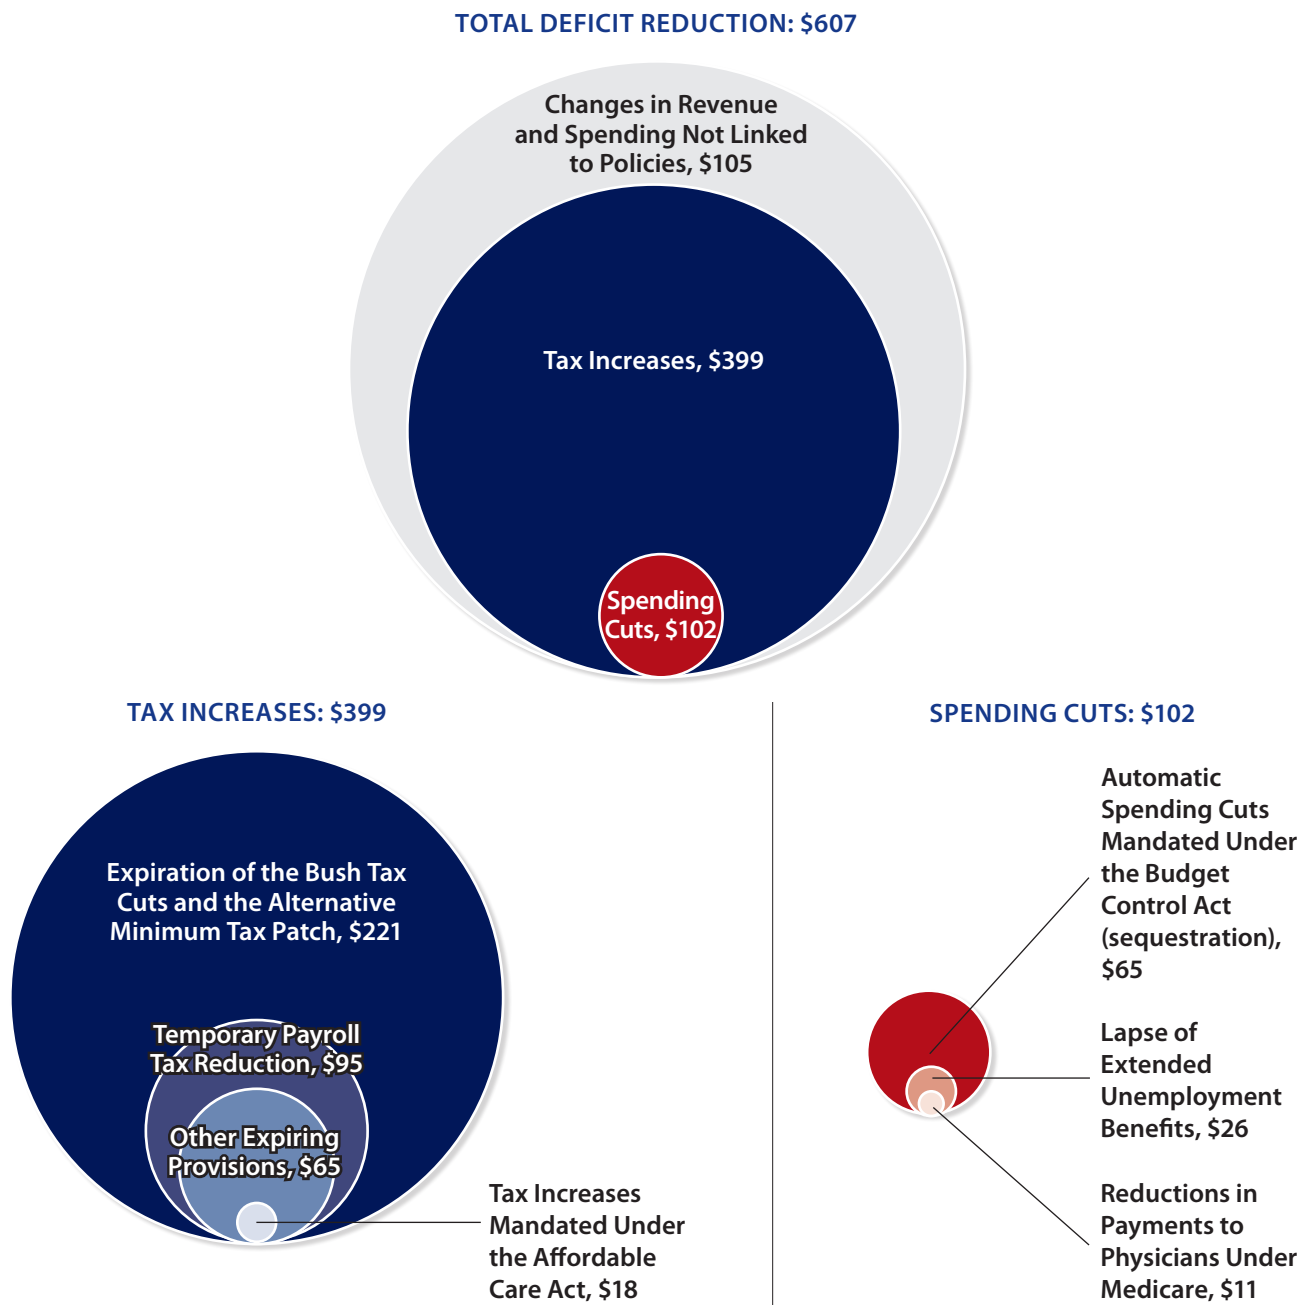 TOTAL DEFICIT REDUCTION: $607
Changes in Revenue
and Spending Not Linked
to Policies, $105
Tax Increases, $399
Spending
Cuts, $102
TAX INCREASES: $399
Expiration of the Bush Tax
Cuts and the Alternative
Minimum Tax Patch, $221
Temporary Payroll
Tax Reduction, $95
Other Expiring
Provisions, $65
Tax Increases
Mandated Under
the Affordable
Care Act, $18
SPENDING CUTS: $102
Automatic
Spending Cuts
Mandated Under
the Budget
Control Act
(sequestration),
$65
Lapse of
Extended
Unemployment
Benefits, $26
Reductions in
Payments to
Physicians Under
Medicare, $11